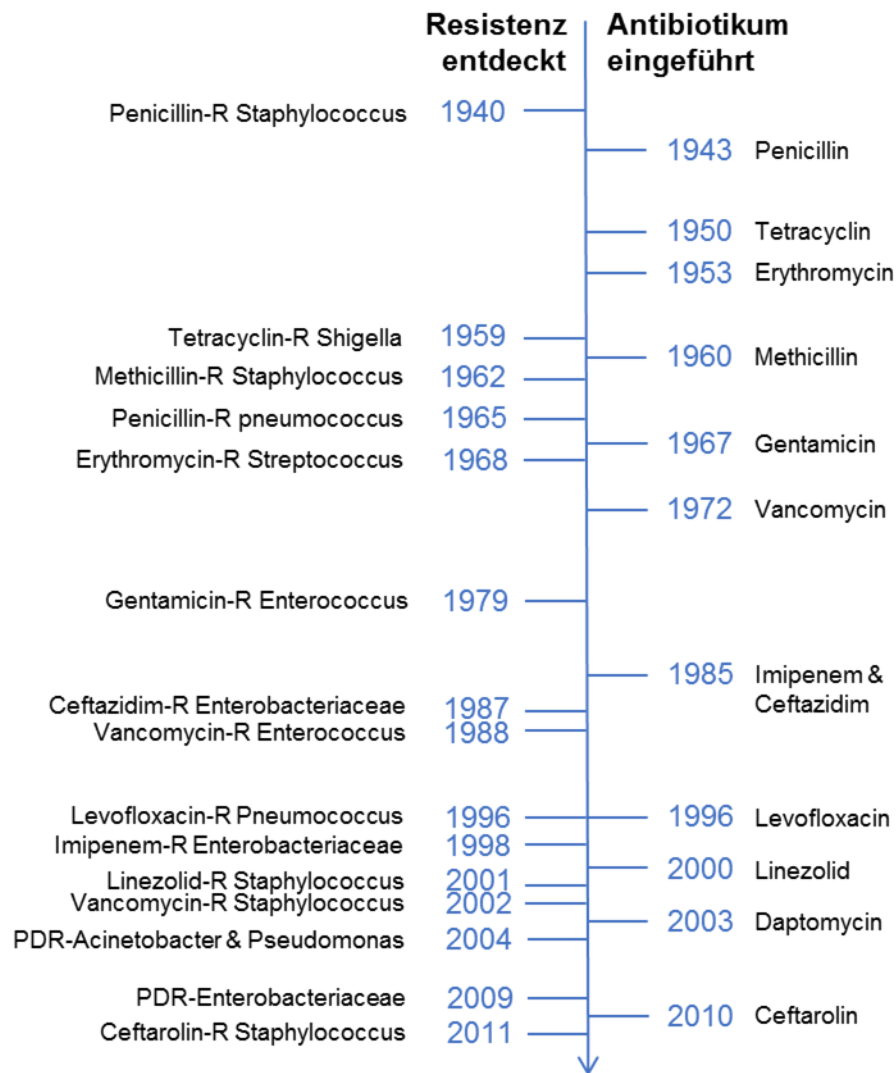 Resistenz entdeckt
Antibiotikum eingeführt
Penicillin-R Staphylococcus 1940
1943 Penicillin
1950 Tetracyclin
1953 Erythromycin
Tetracyclin-R Shigella 1959
1960 Methicillin
Methicillin-R Staphylococcus 1962
Penicillin-R pneumococcus 1965
1967 Gentamicin
Erythromycin-R Streptococcus 1968
1972 Vancomycin
Gentamicin-R Enterococcus 1979
1985 Imipenem &
Ceftazidim
Ceftazidim-R Enterobacteriaceae 1987
Vancomycin-R Enterococcus 1988
Levofloxacin-R Pneumococcus 1996
1996 Levofloxacin
Imipenem-R Enterobacteriaceae 1998
2000 Linezolid
Linezolid-R Staphylococcus 2001
Vancomycin-R Staphylococcus 2002
2003 Daptomycin
PDR-Acinetobacter & Pseudomonas 2004
PDR-Enterobacteriaceae 2009
2010 Ceftarolin
Ceftarolin-R Staphylococcus 2011